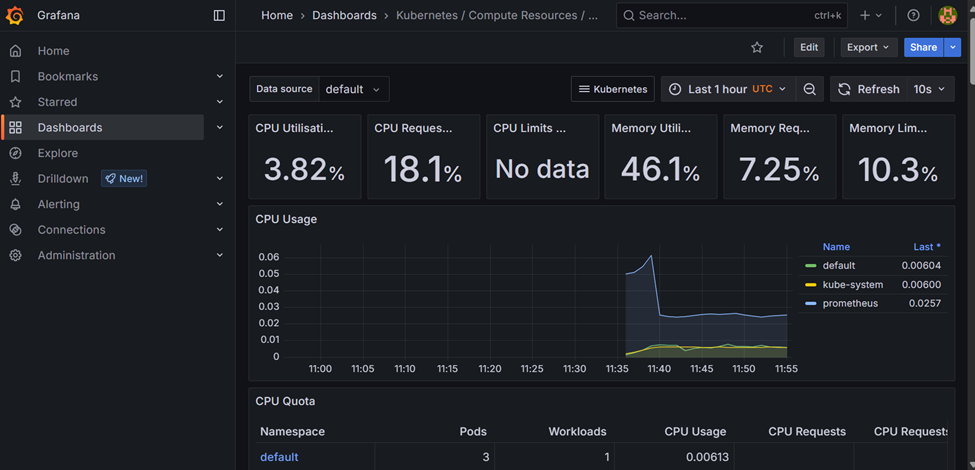 Grafana
Home › Dashboards › Kubernetes / Compute Resources / ...
Search...
ctrl+k
Home
Bookmarks
Starred
Dashboards
Explore
Drilldown New!
Alerting
Connections
Administration
Edit
Export
Share
Data source default
Kubernetes
Last 1 hour UTC
Refresh 10s
CPU Utilisati...
3.82%
CPU Reques...
18.1%
CPU Limits ...
No data
Memory Utili...
46.1%
Memory Req...
7.25%
Memory Lim...
10.3%
CPU Usage
0.06
0.05
0.04
0.03
0.02
0.01
0
11:00 11:05 11:10 11:15 11:20 11:25 11:30 11:35 11:40 11:45 11:50 11:55
Name Last *
default 0.00604
kube-system 0.00600
prometheus 0.0257
CPU Quota
Namespace Pods Workloads CPU Usage CPU Requests CPU Requests
default 3 1 0.00613